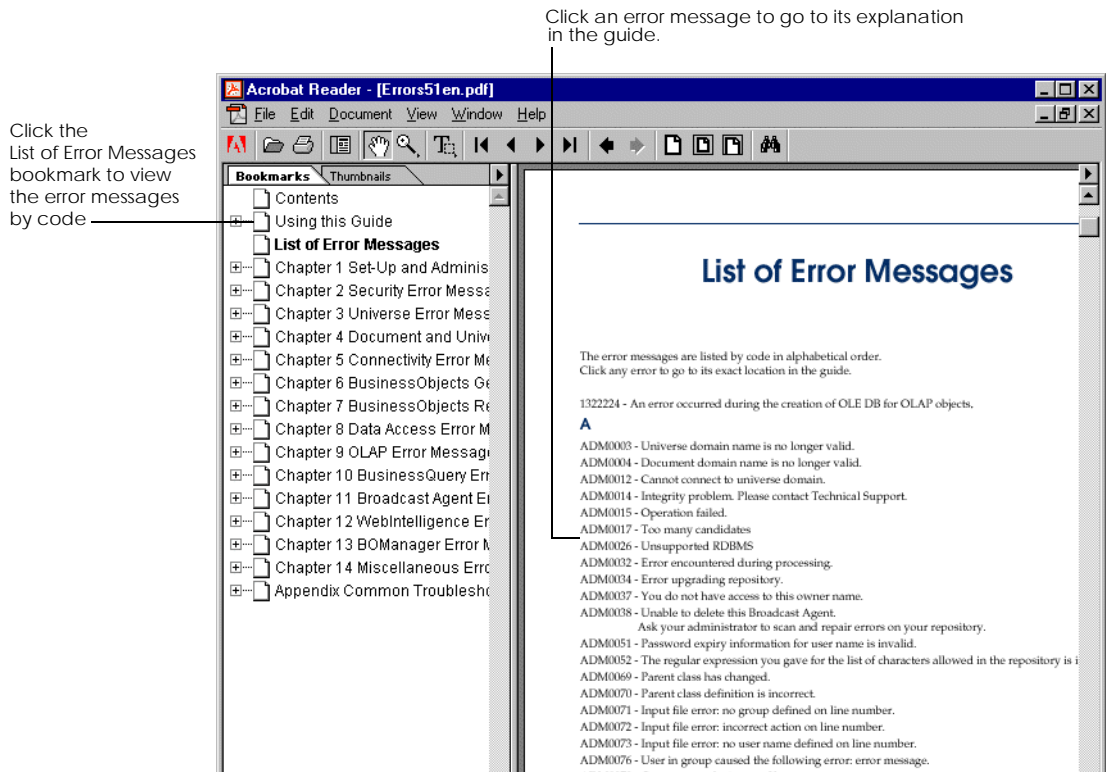 Click an error message to go to its explanation
in the guide.
Click the
List of Error Messages
bookmark to view
the error messages
by code
Acrobat Reader - [Errors51en.pdf]
File Edit Document View Window Help
Bookmarks Thumbnails
Contents
Using this Guide
List of Error Messages
Chapter 1 Set-Up and Adminis
Chapter 2 Security Error Messa
Chapter 3 Universe Error Mess
Chapter 4 Document and Unive
Chapter 5 Connectivity Error Me
Chapter 6 BusinessObjects Ge
Chapter 7 BusinessObjects Re
Chapter 8 Data Access Error M
Chapter 9 OLAP Error Message
Chapter 10 BusinessQuery Err
Chapter 11 Broadcast Agent Er
Chapter 12 WebIntelligence Er
Chapter 13 BOManager Error M
Chapter 14 Miscellaneous Erro
Appendix Common Troublesho
List of Error Messages
The error messages are listed by code in alphabetical order.
Click any error to go to its exact location in the guide.
1322224 - An error occurred during the creation of OLE DB for OLAP objects,
A
ADM0003 - Universe domain name is no longer valid.
ADM0004 - Document domain name is no longer valid.
ADM0012 - Cannot connect to universe domain.
ADM0014 - Integrity problem. Please contact Technical Support.
ADM0015 - Operation failed.
ADM0017 - Too many candidates
ADM0026 - Unsupported RDBMS
ADM0032 - Error encountered during processing.
ADM0034 - Error upgrading repository.
ADM0037 - You do not have access to this owner name.
ADM0038 - Unable to delete this Broadcast Agent.
Ask your administrator to scan and repair errors on your repository.
ADM0051 - Password expiry information for user name is invalid.
ADM0052 - The regular expression you gave for the list of characters allowed in the repository is i
ADM0069 - Parent class has changed.
ADM0070 - Parent class definition is incorrect.
ADM0071 - Input file error: no group defined on line number.
ADM0072 - Input file error: incorrect action on line number.
ADM0073 - Input file error: no user name defined on line number.
ADM0076 - User in group caused the following error: error message.